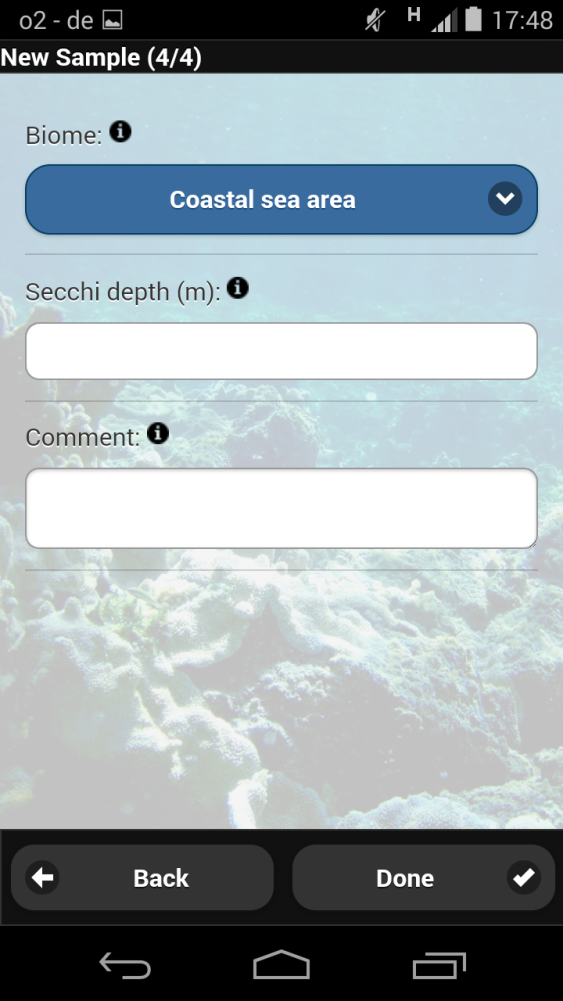 o2 - de H 17:48
New Sample (4/4)
Biome:
Coastal sea area
Secchi depth (m):
Comment:
Back Done